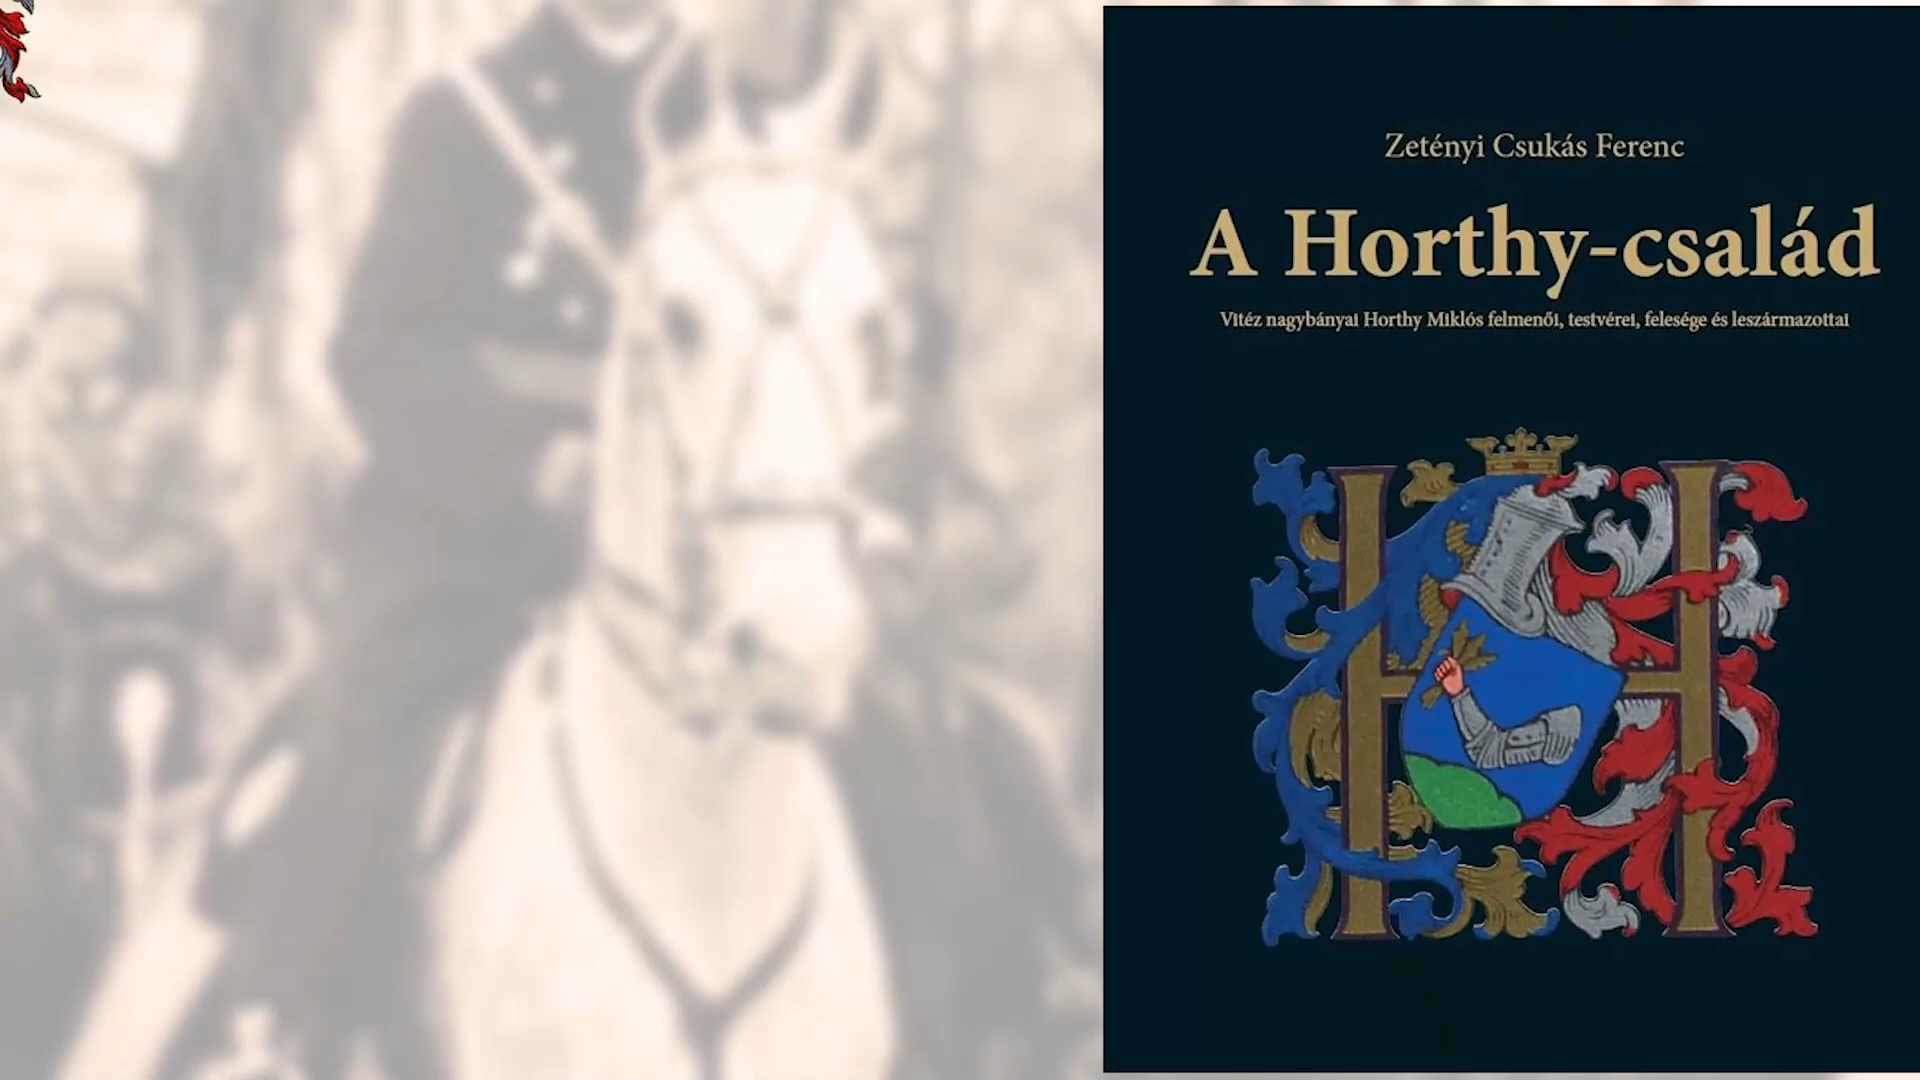 Zetényi Csukás Ferenc
A Horthy-család
Vitéz nagybányai Horthy Miklós felmenői, testvérei, felesége és leszármazottai